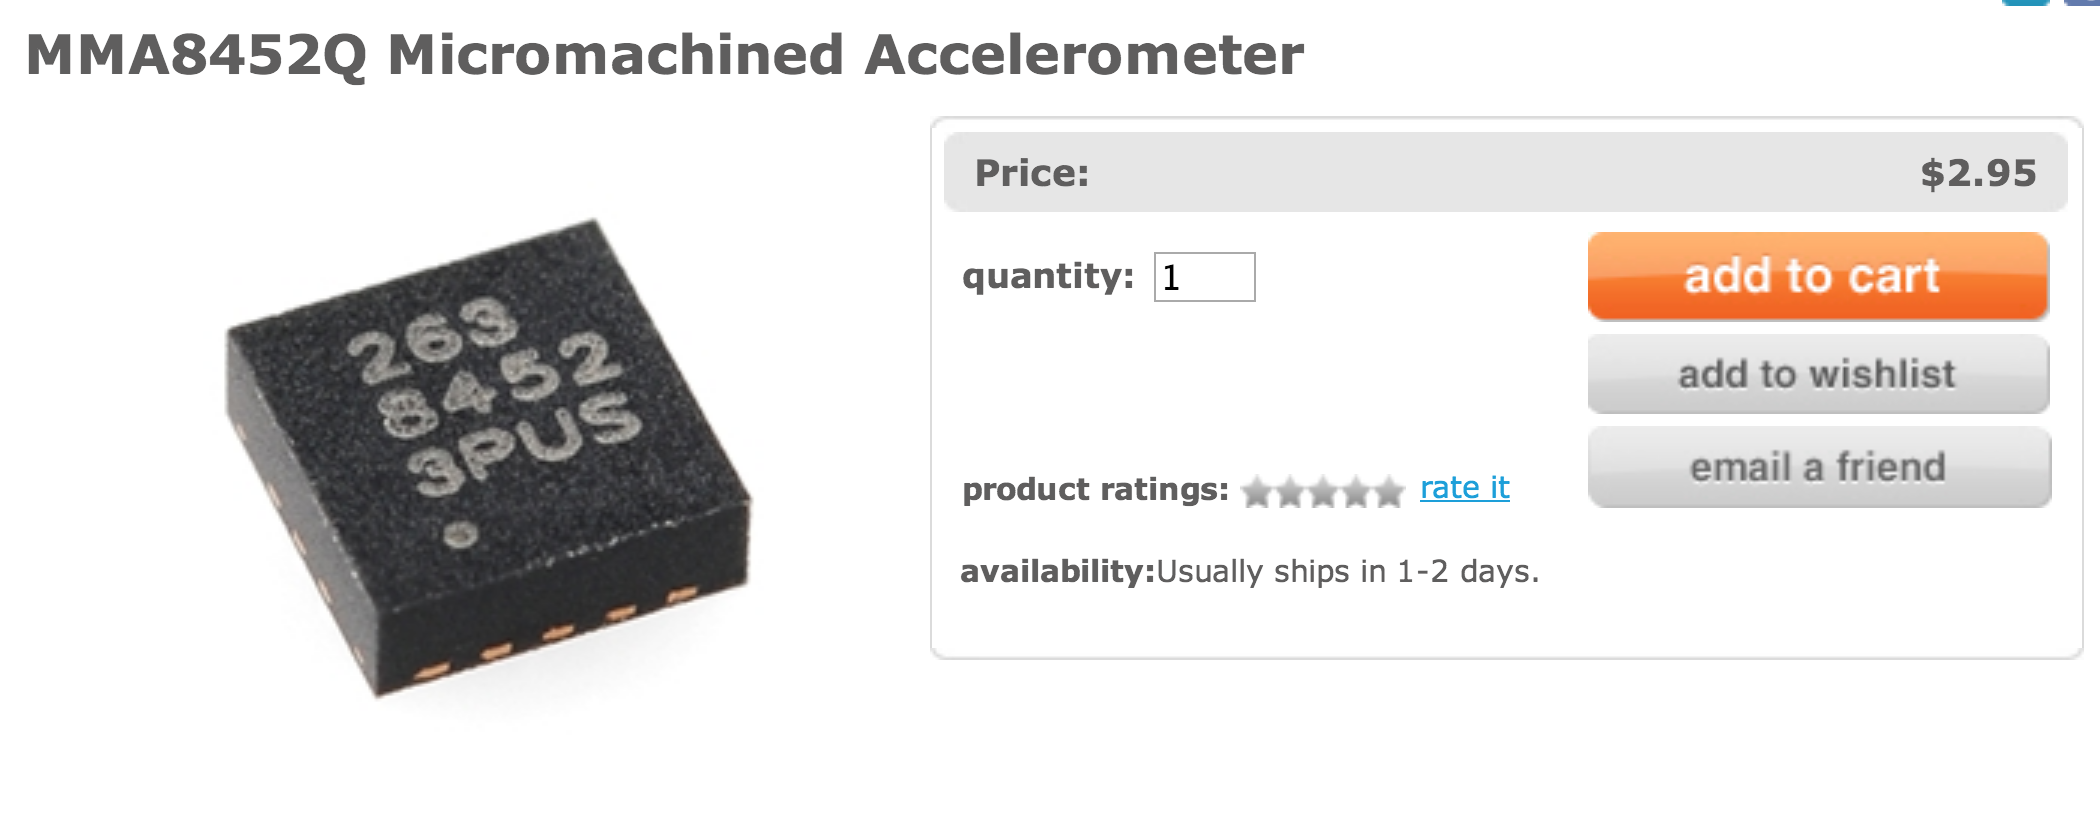 MMA8452Q Micromachined Accelerometer
263
8452
3PUS
Price: $2.95
quantity: 1
add to cart
add to wishlist
email a friend
product ratings: rate it
availability:Usually ships in 1-2 days.